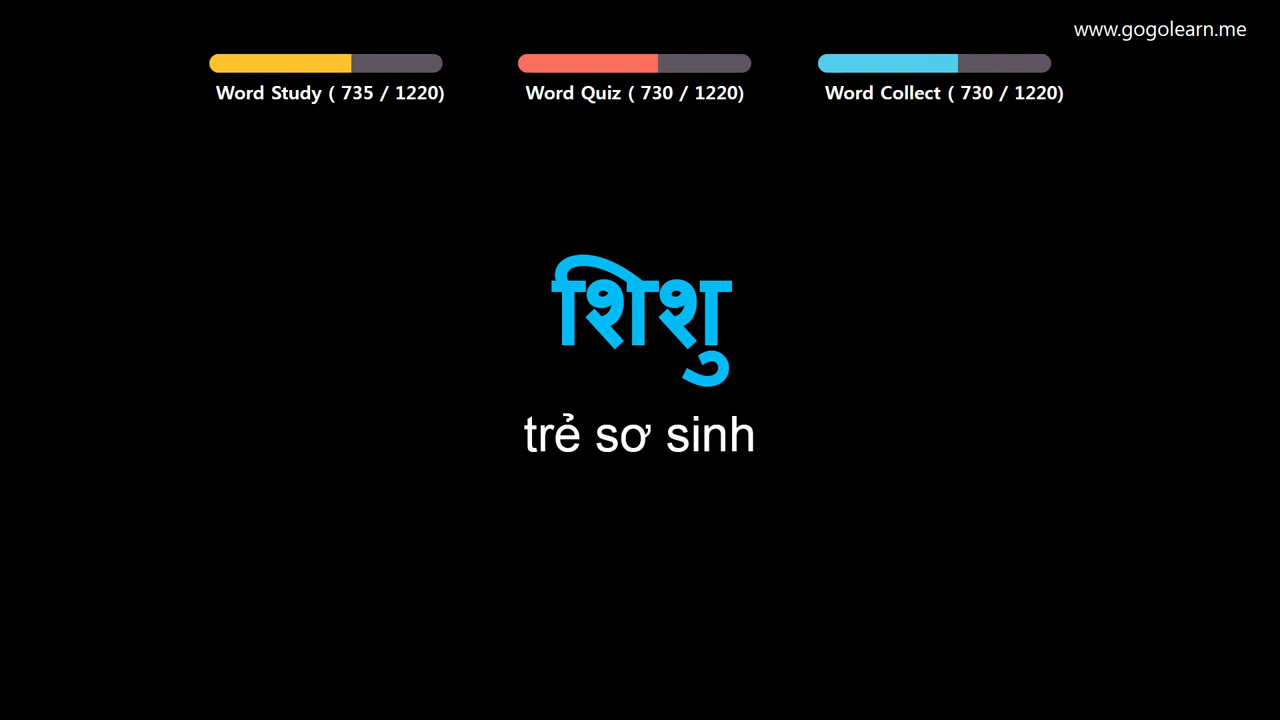 www.gogolearn.me
Word Study ( 735 / 1220)
Word Quiz ( 730 / 1220)
Word Collect ( 730 / 1220)
शिशु
trẻ sơ sinh